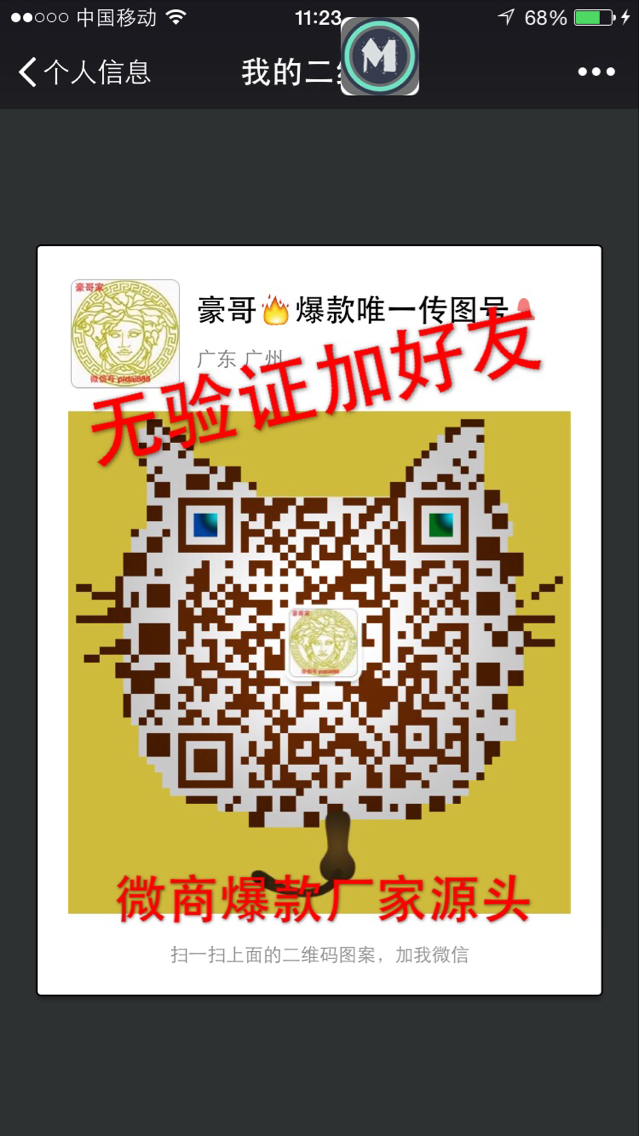 中国移动 11:23 68%
个人信息 我的二
豪哥家
微信号
豪哥🔥爆款唯一传图号
广东 广州
无验证加好友
豪哥家
微商爆款厂家源头
扫一扫上面的二维码图案，加我微信